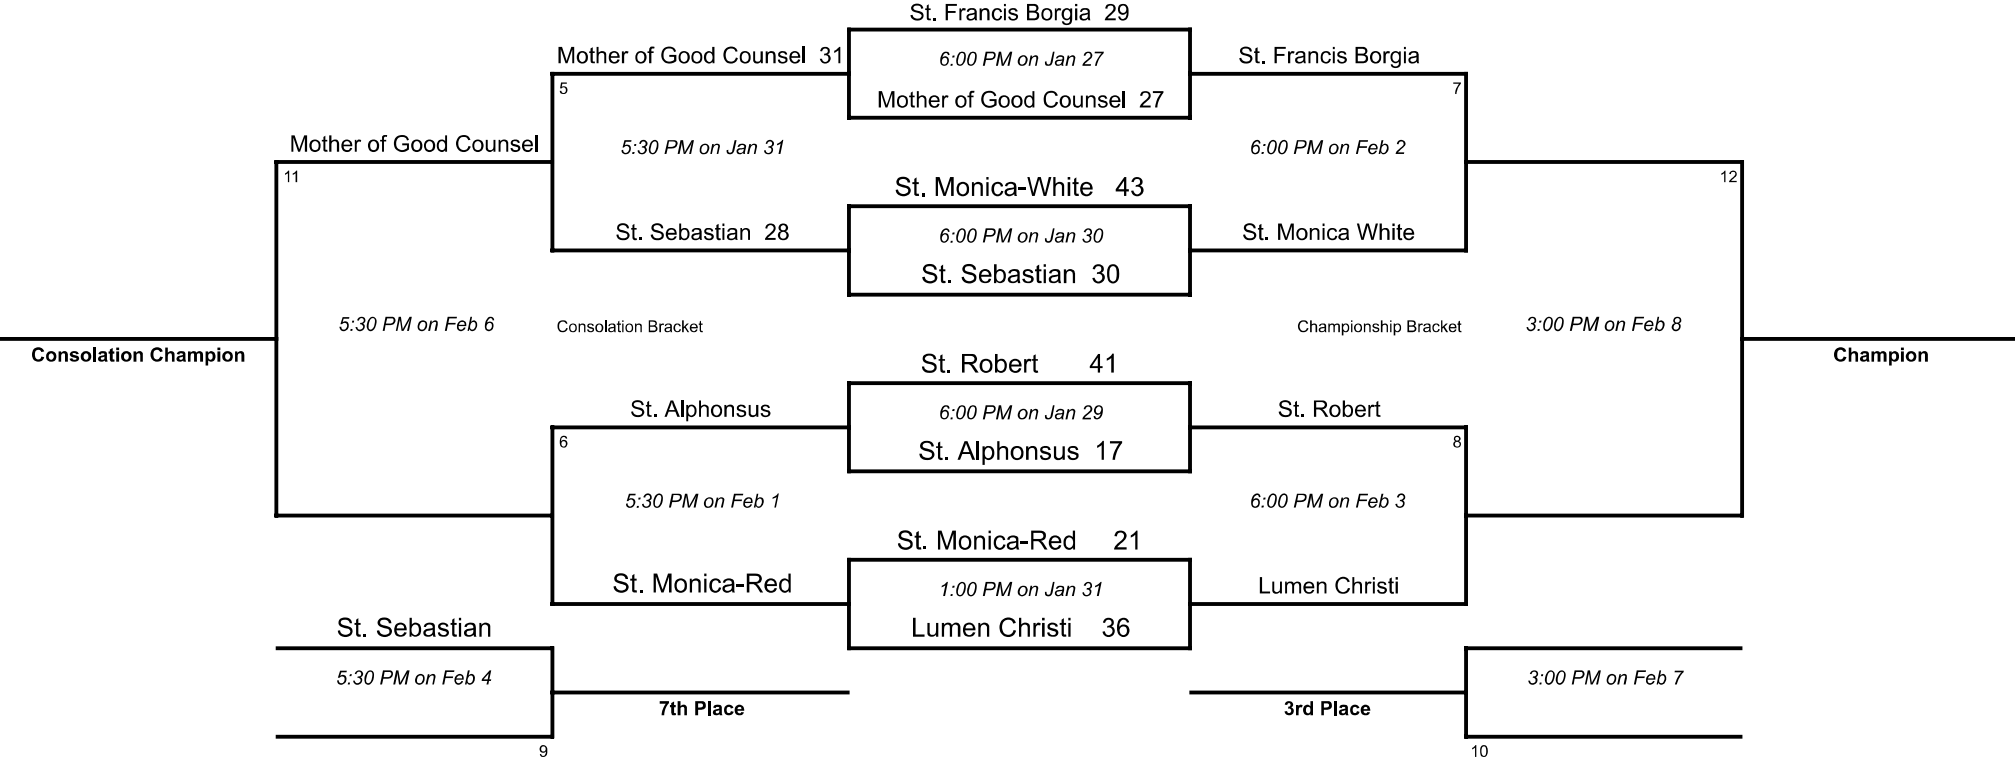 St. Francis Borgia 29
Mother of Good Counsel 31
6:00 PM on Jan 27
St. Francis Borgia
5
7
Mother of Good Counsel 27
Mother of Good Counsel
5:30 PM on Jan 31
6:00 PM on Feb 2
11
12
St. Monica-White 43
St. Sebastian 28
6:00 PM on Jan 30
St. Monica White
St. Sebastian 30
5:30 PM on Feb 6
Consolation Bracket
Championship Bracket
3:00 PM on Feb 8
Consolation Champion
Champion
St. Robert 41
St. Alphonsus
6:00 PM on Jan 29
St. Robert
6
8
St. Alphonsus 17
5:30 PM on Feb 1
6:00 PM on Feb 3
St. Monica-Red 21
St. Monica-Red
1:00 PM on Jan 31
Lumen Christi
St. Sebastian
Lumen Christi 36
5:30 PM on Feb 4
3:00 PM on Feb 7
7th Place
3rd Place
9
10